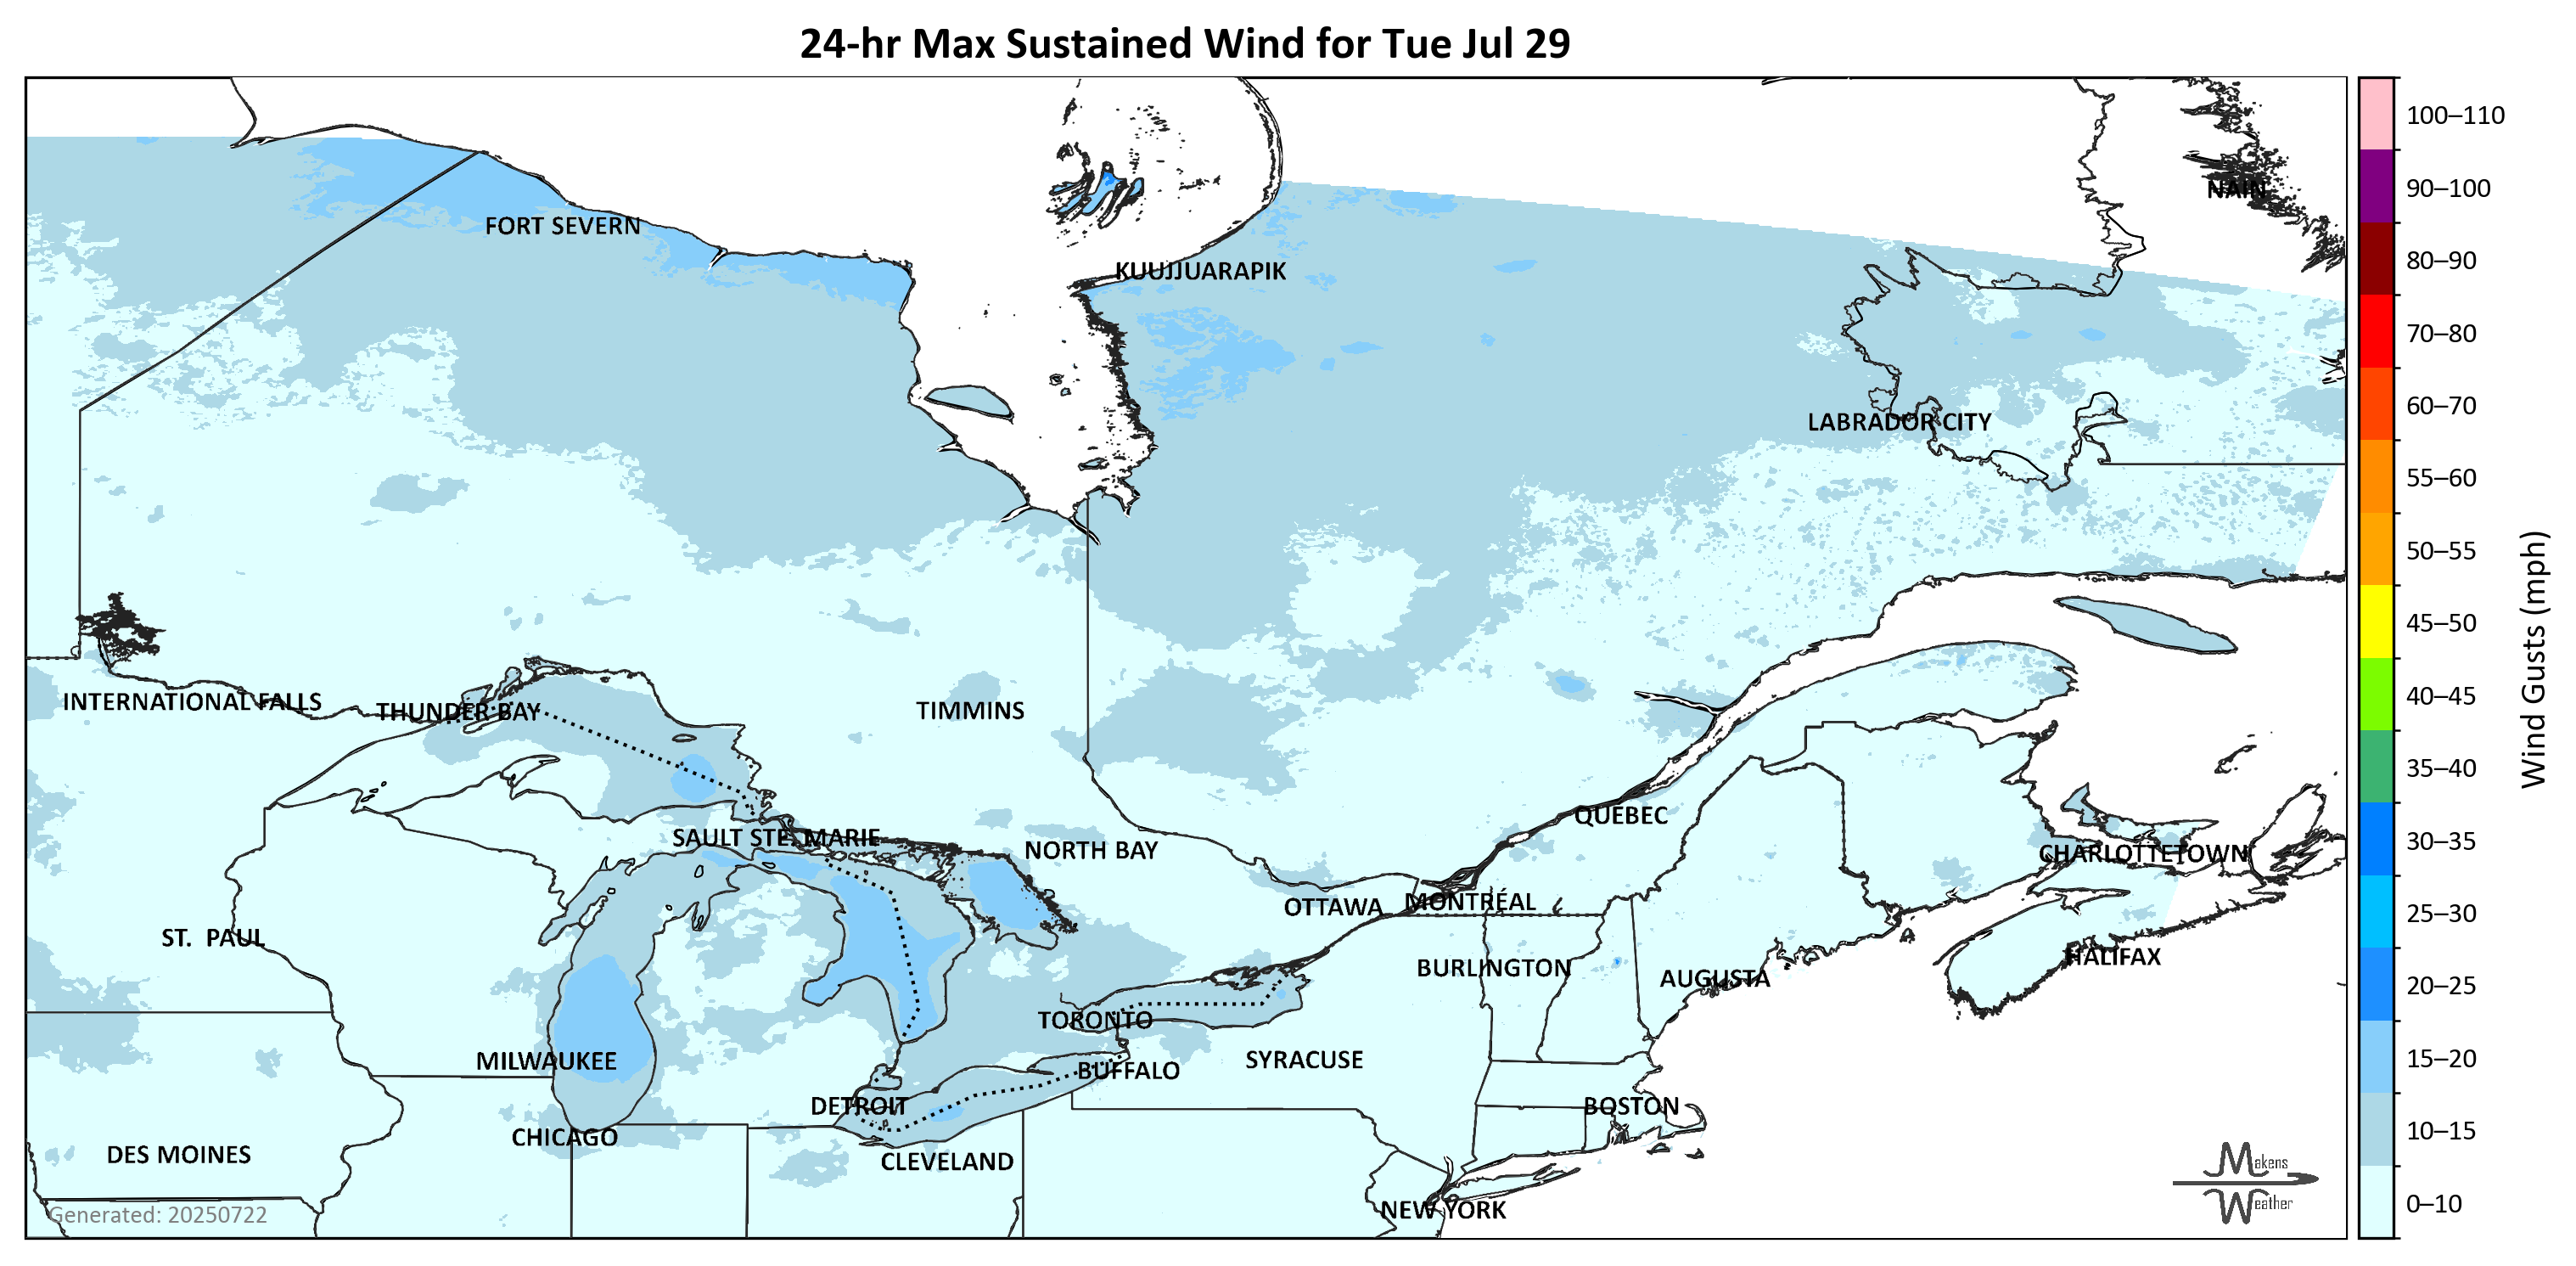 24-hr Max Sustained Wind for Tue Jul 29
100–110
90–100
NAIN
FORT SEVERN
80–90
KUUJJUARAPIK
70–80
60–70
LABRADOR CITY
55–60
50–55
45–50
Wind Gusts (mph)
40–45
INTERNATIONAL FALLS
THUNDER BAY
TIMMINS
35–40
QUEBEC
30–35
SAULT STE. MARIE
NORTH BAY
CHARLOTTETOWN
OTTAWA
MONTRÉAL
25–30
ST. PAUL
HALIFAX
BURLINGTON
AUGUSTA
20–25
TORONTO
15–20
MILWAUKEE
SYRACUSE
BUFFALO
DETROIT
BOSTON
10–15
CHICAGO
DES MOINES
CLEVELAND
Makens
Weather
0–10
NEW YORK
Generated: 20250722